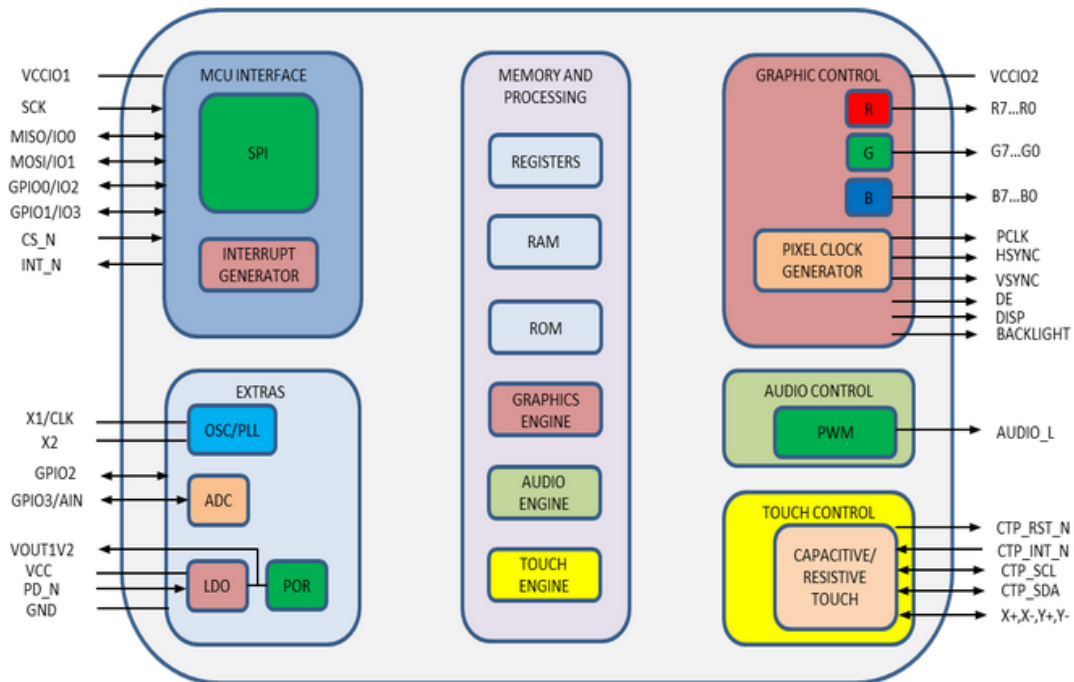 VCCIO1
SCK
MISO/IO0
MOSI/IO1
GPIO0/IO2
GPIO1/IO3
CS_N
INT_N
MCU INTERFACE
SPI
INTERRUPT
GENERATOR
X1/CLK
X2
GPIO2
GPIO3/AIN
VOUT1V2
VCC
PD_N
GND
EXTRAS
OSC/PLL
ADC
LDO
POR
MEMORY AND
PROCESSING
REGISTERS
RAM
ROM
GRAPHICS
ENGINE
AUDIO
ENGINE
TOUCH
ENGINE
GRAPHIC CONTROL
R
G
B
PIXEL CLOCK
GENERATOR
VCCIO2
R7...R0
G7...G0
B7...B0
PCLK
HSYNC
VSYNC
DE
DISP
BACKLIGHT
AUDIO CONTROL
PWM
AUDIO_L
TOUCH CONTROL
CAPACITIVE/
RESISTIVE
TOUCH
CTP_RST_N
CTP_INT_N
CTP_SCL
CTP_SDA
X+,X-,Y+,Y-